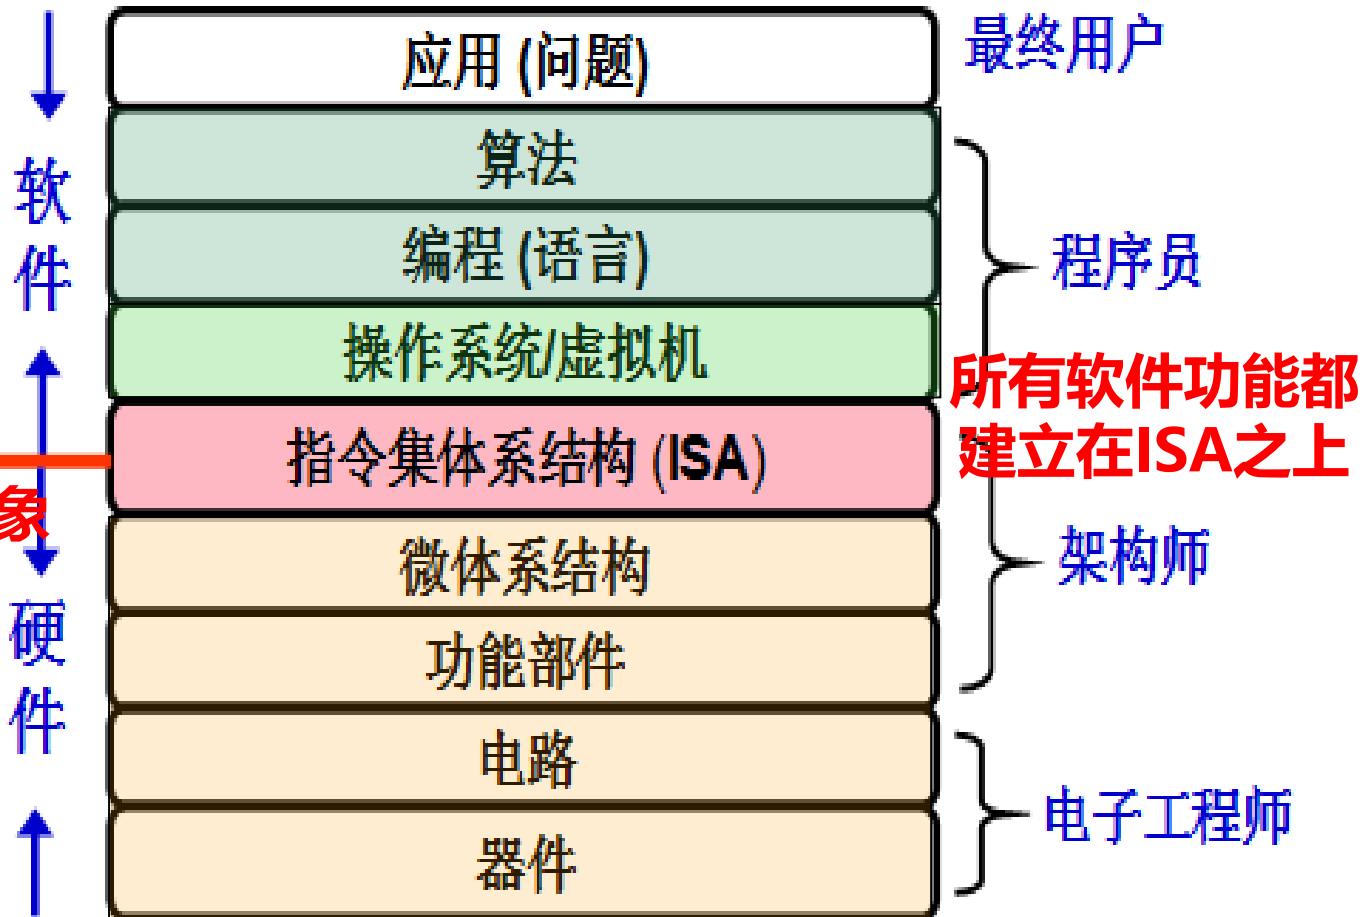 应用 (问题)
最终用户
算法
编程 (语言)
操作系统/虚拟机
指令集体系结构 (ISA)
微体系结构
功能部件
电路
器件
软
件
硬
件
象
程序员
所有软件功能都
建立在ISA之上
架构师
电子工程师